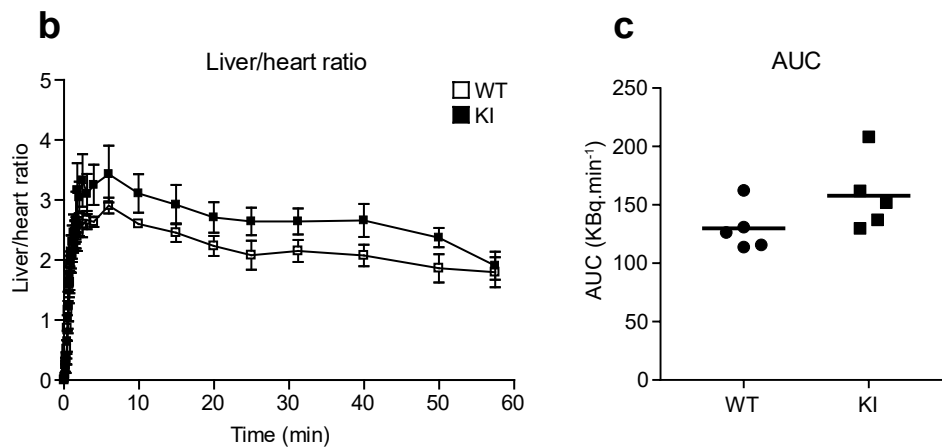 b
Liver/heart ratio
Liver/heart ratio
5
4
3
2
1
0
0 10 20 30 40 50 60
Time (min)
WT
KI
c
AUC
AUC (KBq.min⁻¹)
250
200
150
100
50
0
WT KI